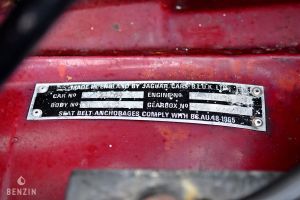 MADE IN ENGLAND BY JAGUAR CARS B.L.U.K. LTD.
CAR Nº ENGINE Nº
BODY Nº GEARBOX Nº
SEAT BELT ANCHORAGES COMPLY WITH BS.AU.48-1965
BENZIN